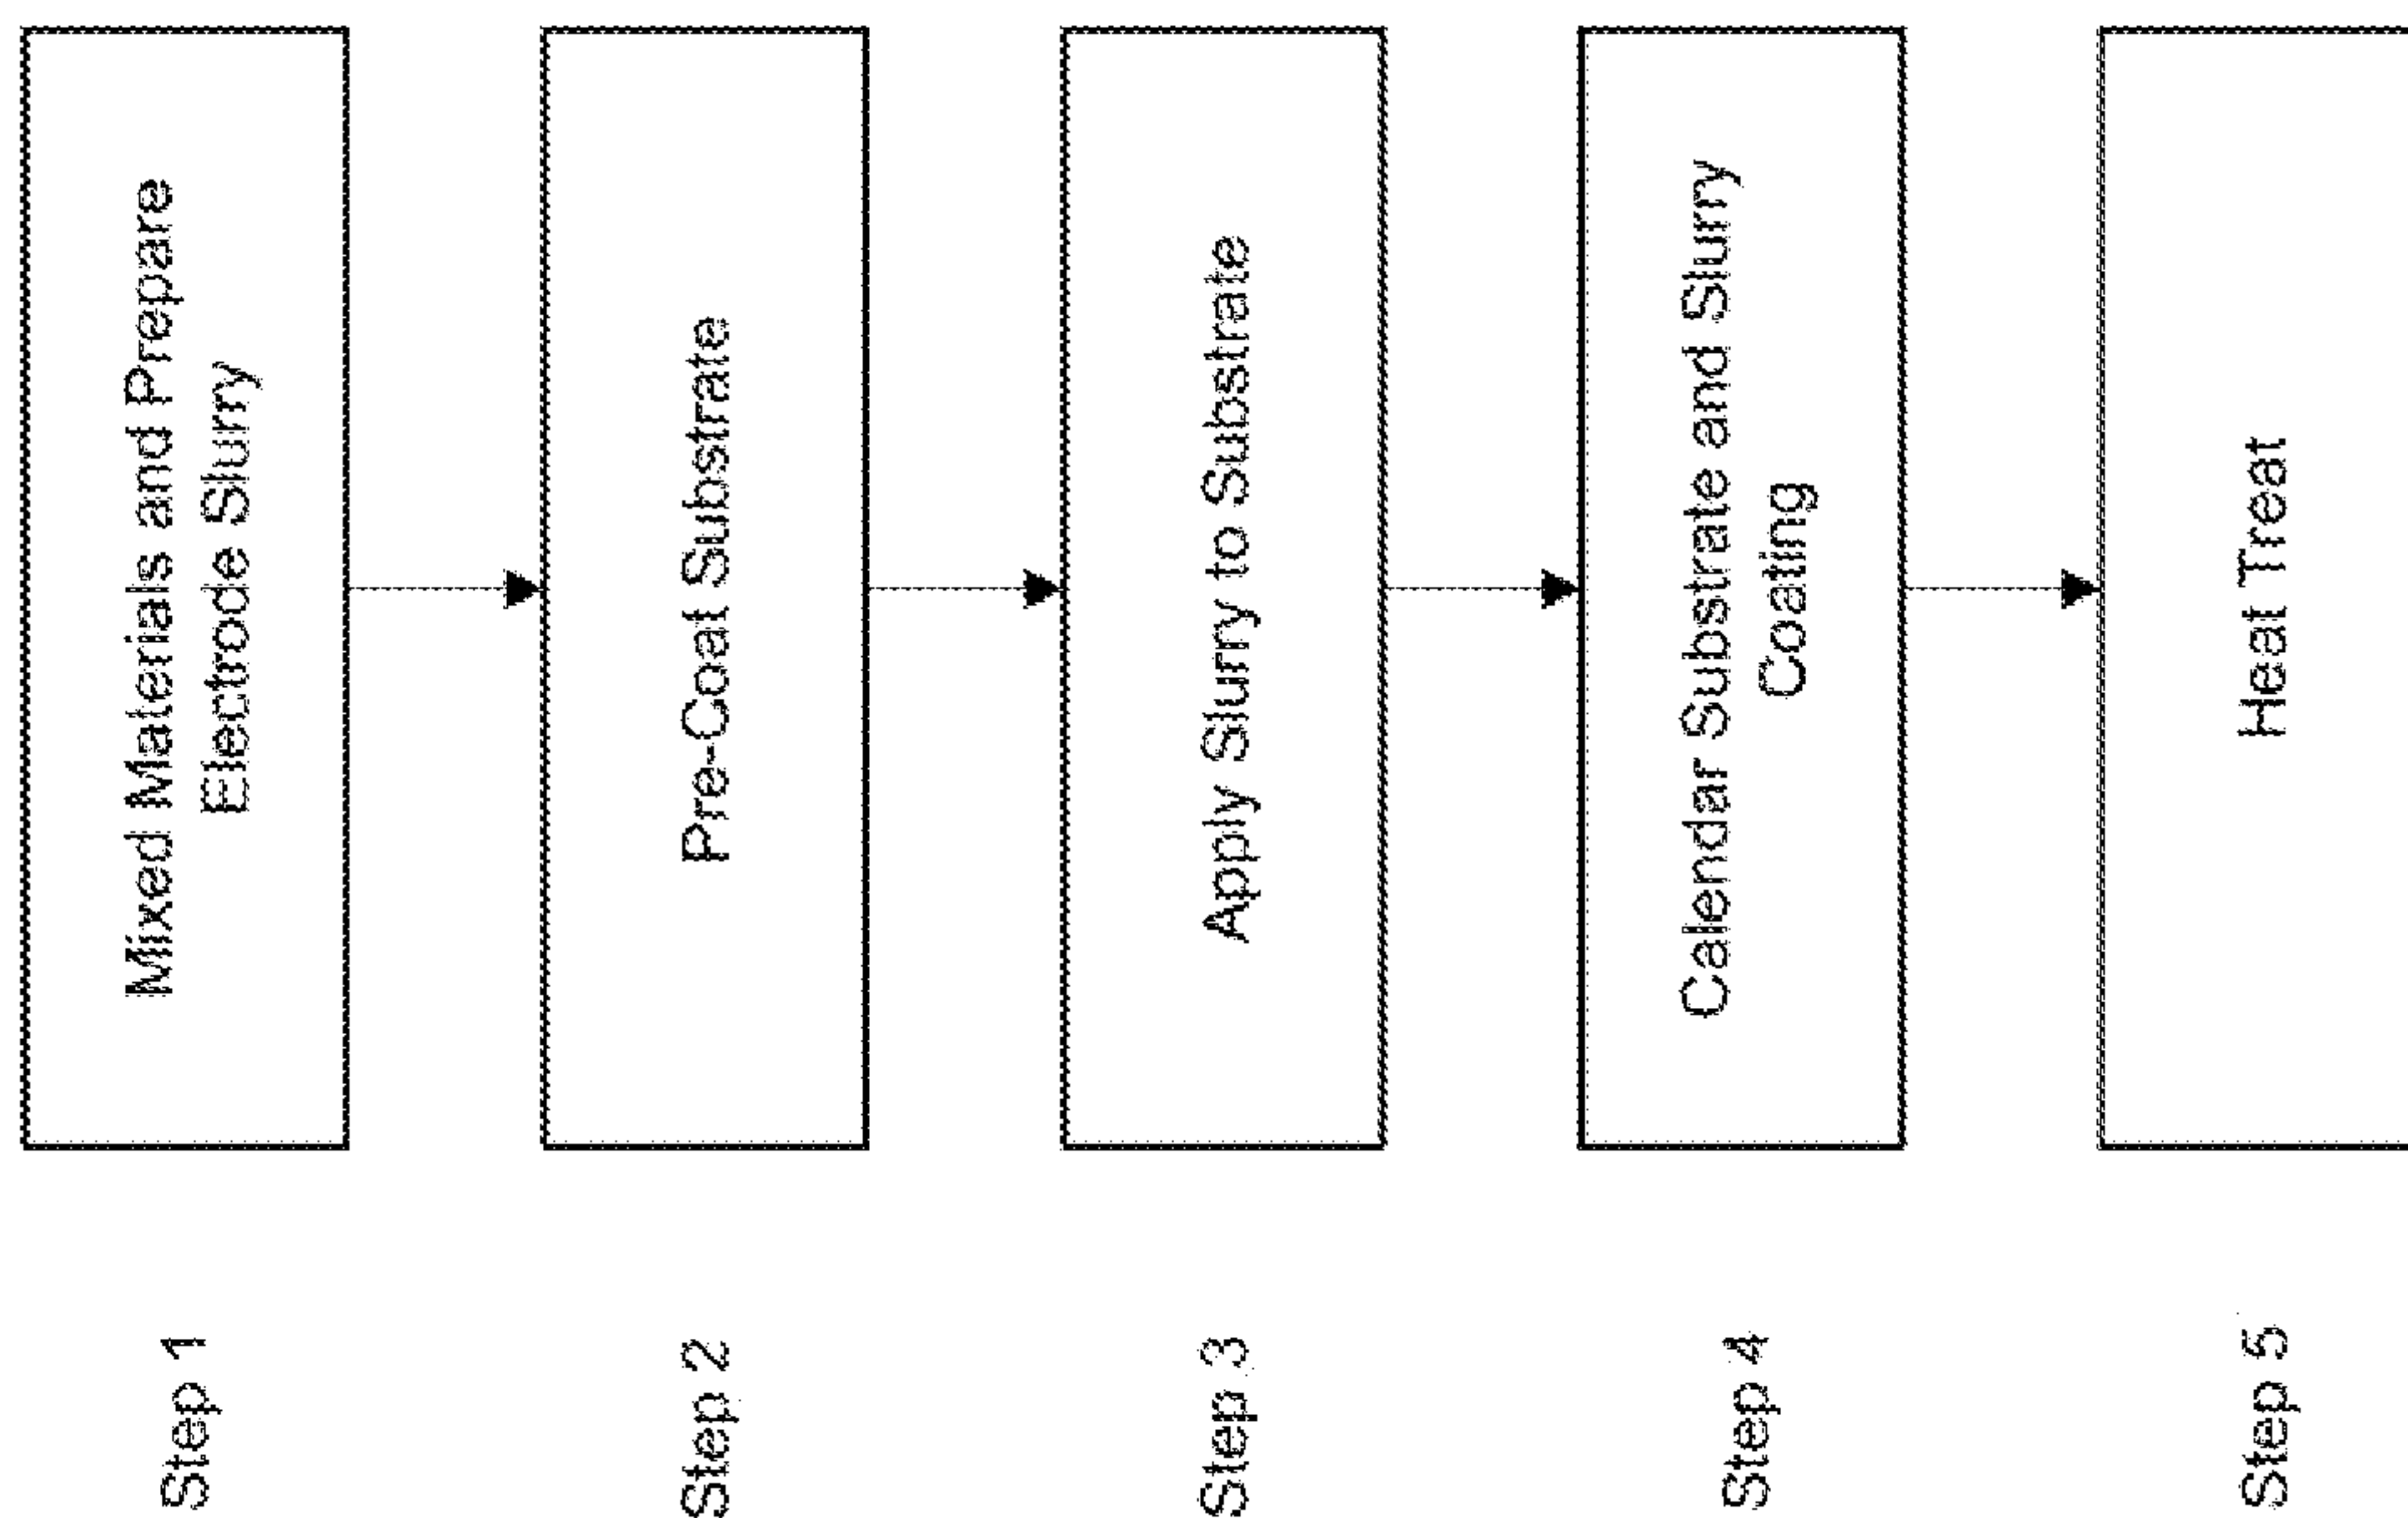 Step 1
Mixed Materials and Prepare
Electrode Slurry
Step 2
Pre-Coat Substrate
Step 3
Apply Slurry to Substrate
Step 4
Calendar Substrate and Slurry
Coating
Step 5
Heat Treat